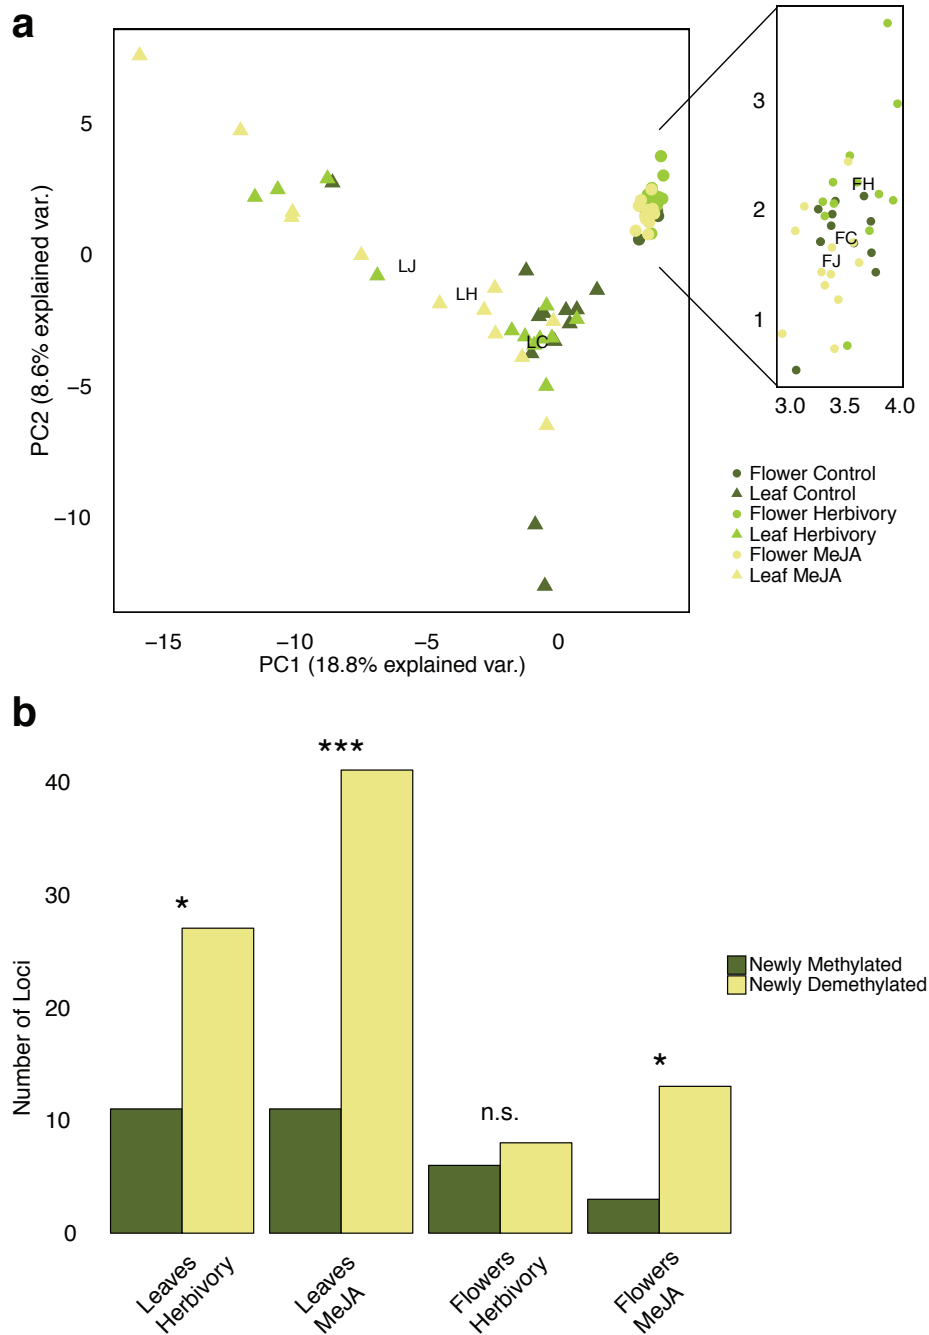 a
5
0
−5
−10
PC2 (8.6% explained var.)
LJ
LH
LC
−15
−10
−5
0
PC1 (18.8% explained var.)
3
2
1
FH
FC
FJ
3.0 3.5 4.0
Flower Control
Leaf Control
Flower Herbivory
Leaf Herbivory
Flower MeJA
Leaf MeJA
b
40
30
20
10
0
Number of Loci
*
***
n.s.
*
Newly Methylated
Newly Demethylated
Leaves
Herbivory
Leaves
MeJA
Flowers
Herbivory
Flowers
MeJA